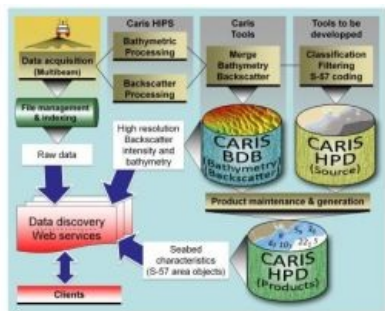 Caris HIPS
Caris
Tools
Tools to be
developped
Data acquisition
(Multibeam)
Bathymetric
Processing
Backscatter
Processing
Merge
Bathymetry
Backscatter
Classification
Filtering
S-57 coding
File management
& indexing
Raw data
High resolution
Backscatter
intensity and
bathymetry
CARIS
BDB
(Bathymetry)
(Backscatter)
CARIS
HPD
(Source)
Product maintenance & generation
Data discovery
Web services
Seabed
characteristics
(S-57 area objects)
CARIS
HPD
(Products)
Clients